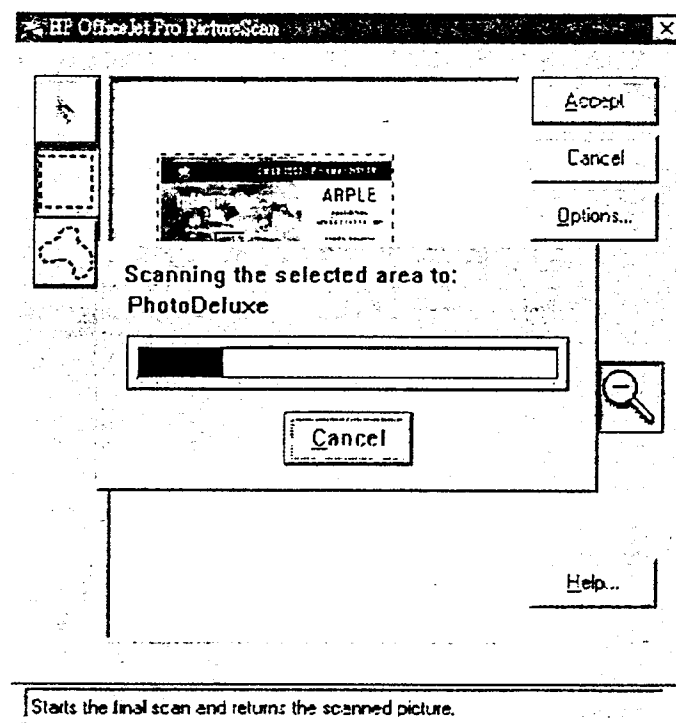 HP OfficeJet Pro PictureScan
Accept
Cancel
Options...
ARPLE
Scanning the selected area to:
PhotoDeluxe
Cancel
Help...
Starts the final scan and returns the scanned picture.